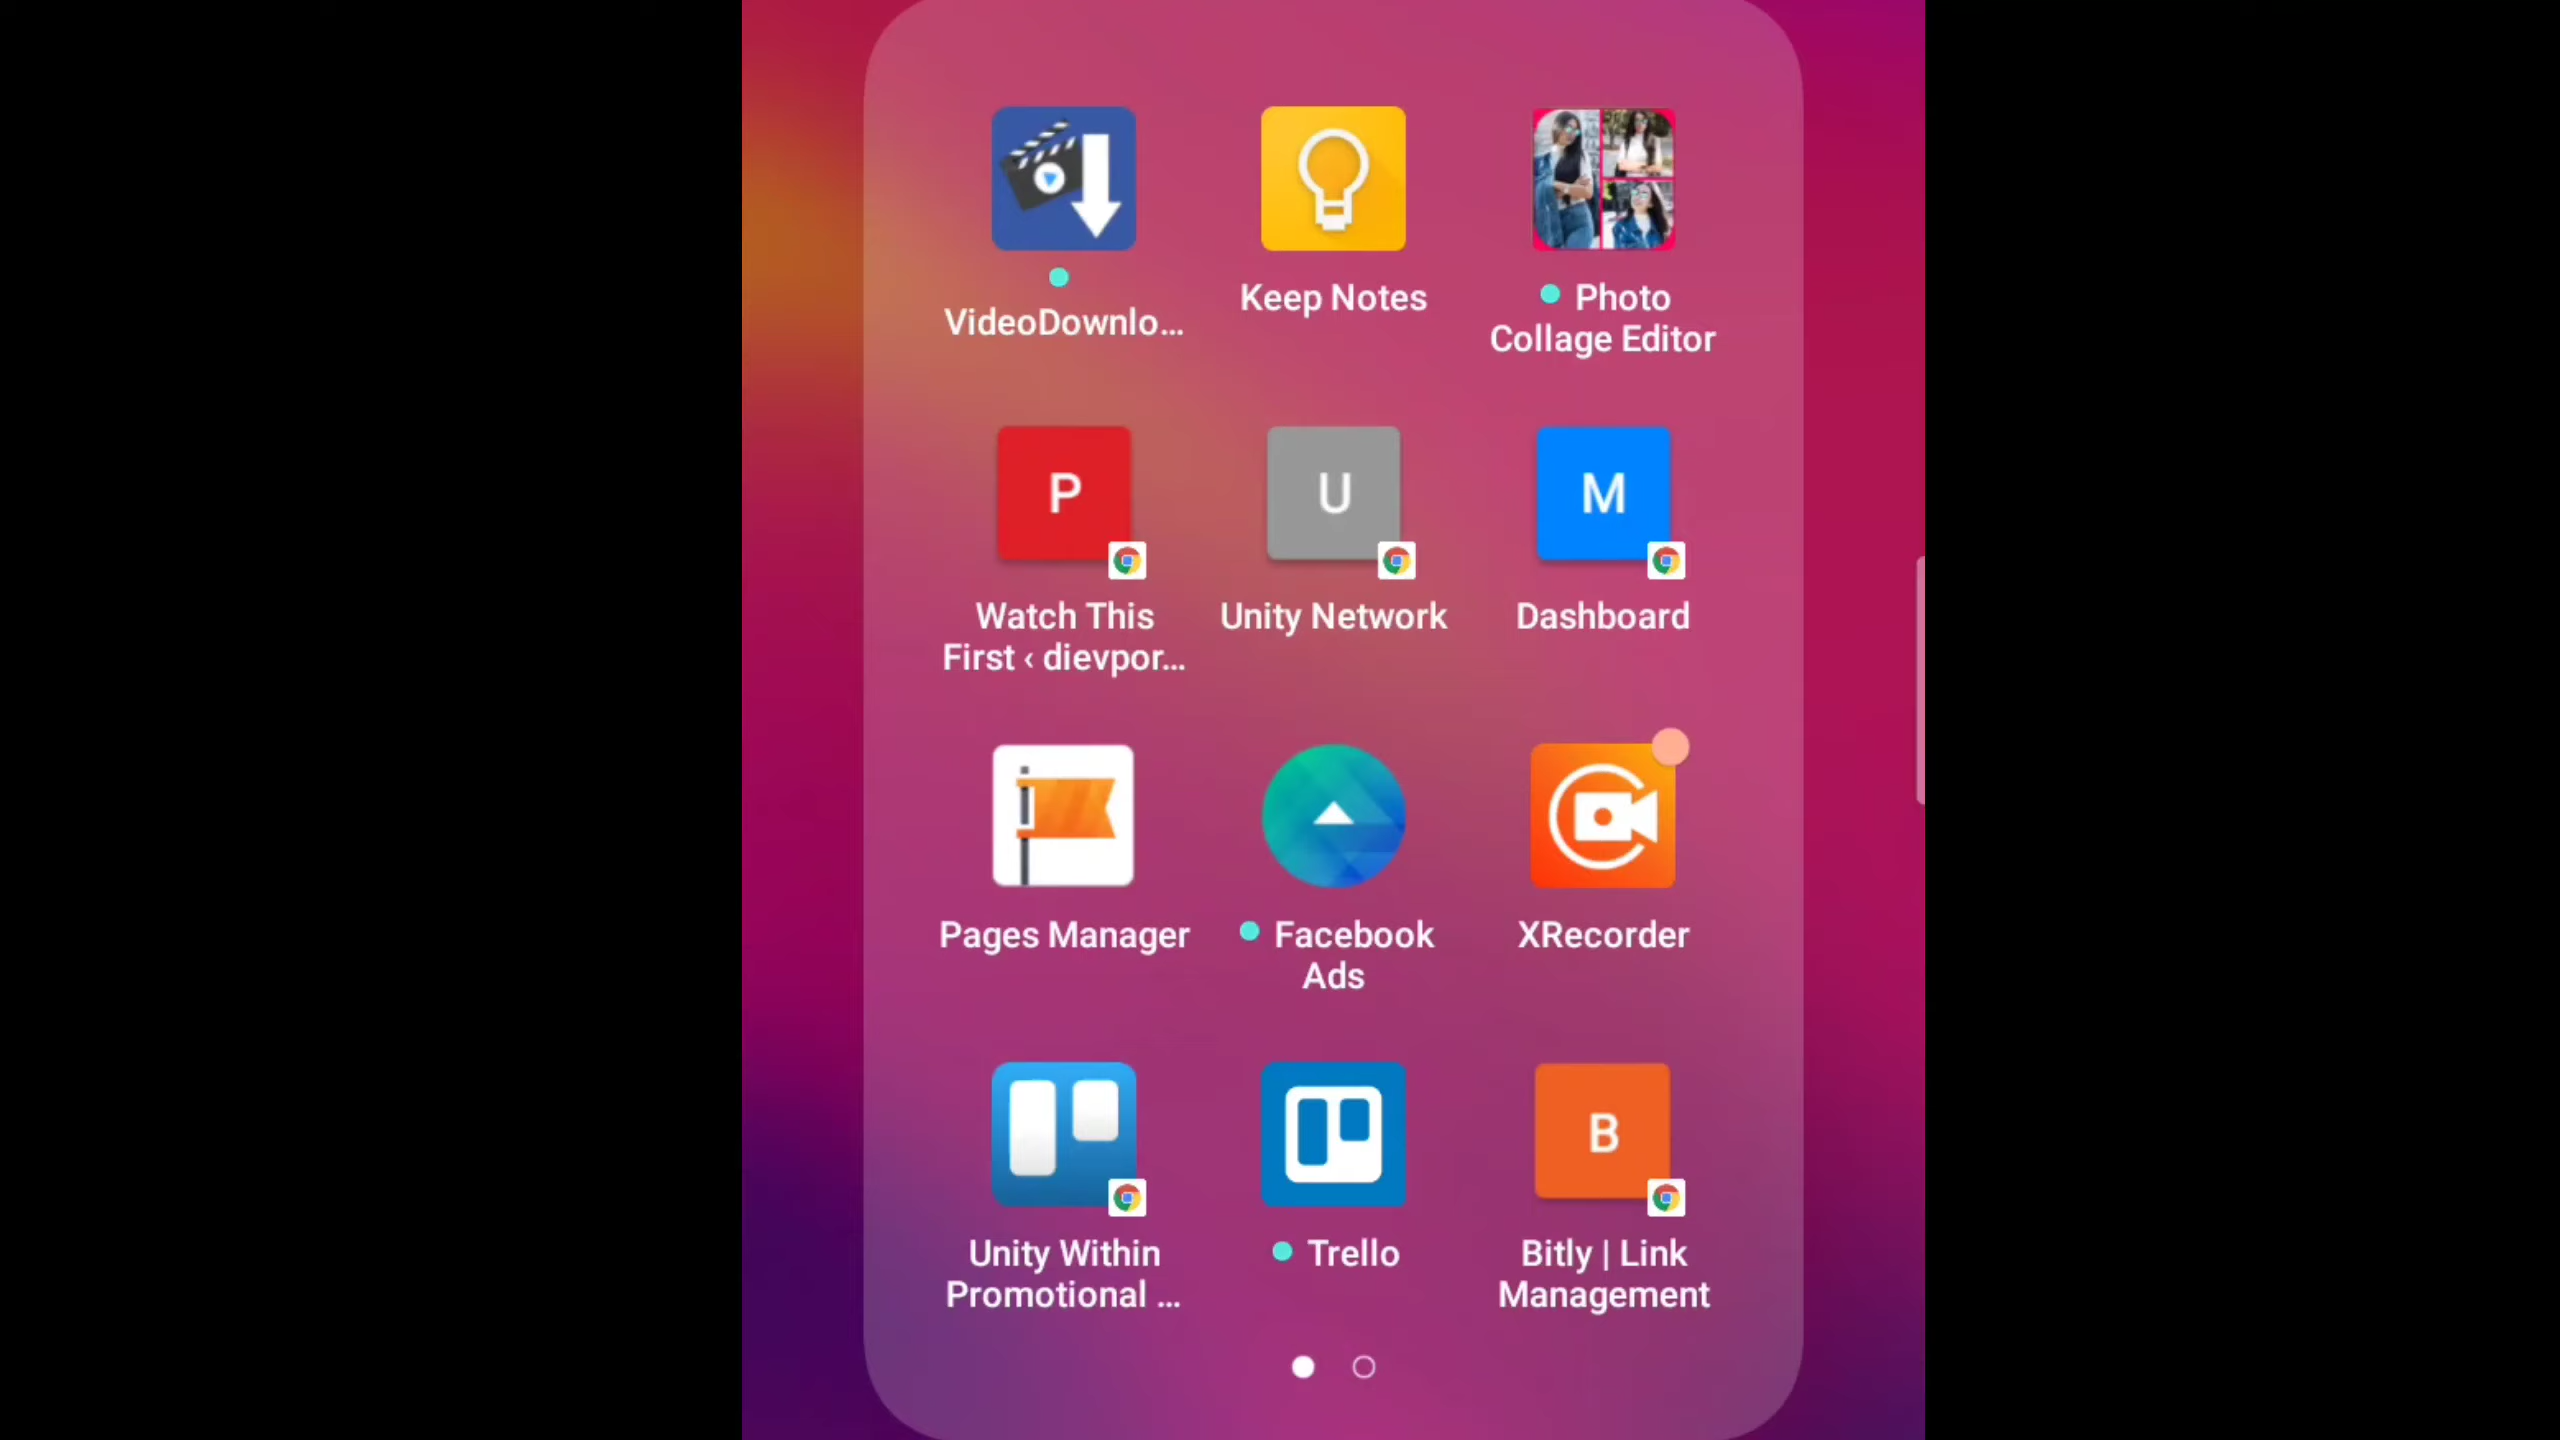 VideoDownlo...
Keep Notes
Photo
Collage Editor
P
U
M
Watch This
First ‹ dievpor...
Unity Network
Dashboard
Pages Manager
Facebook
Ads
XRecorder
B
Unity Within
Promotional ...
Trello
Bitly | Link
Management